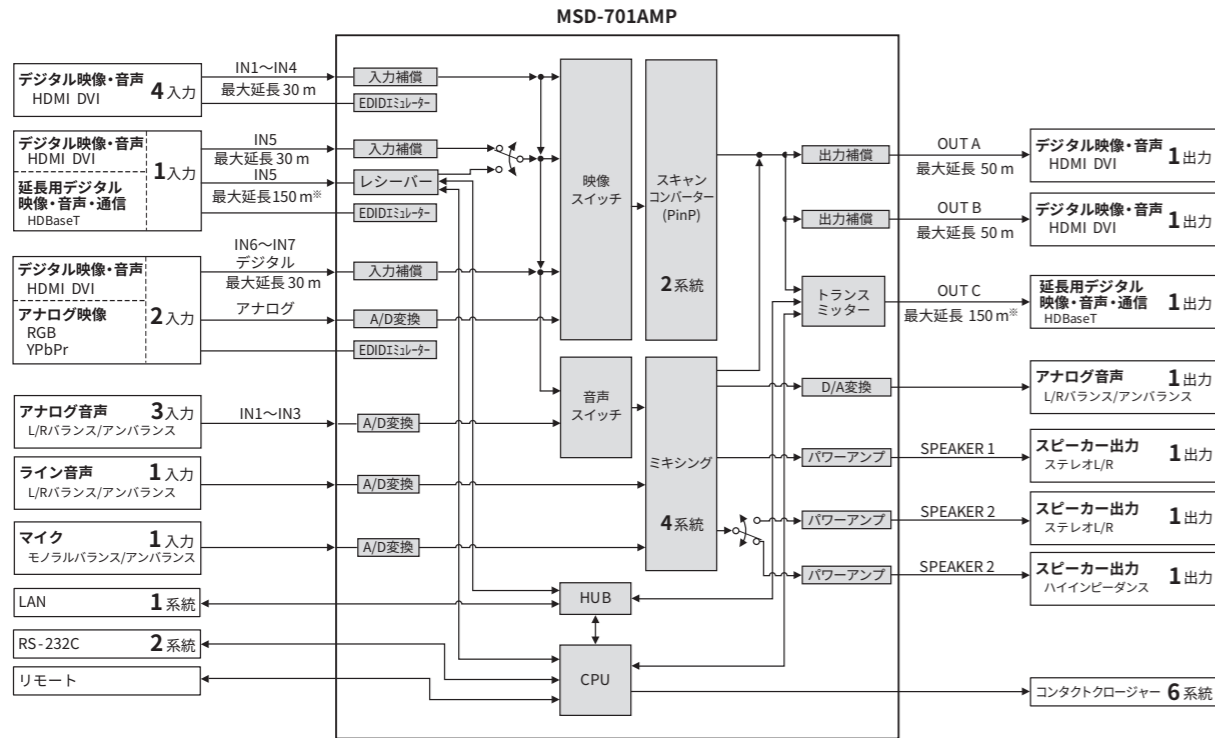 MSD-701AMP
デジタル映像・音声
HDMI DVI
4入力
IN1～IN4
最大延長 30 m
入力補償
EDIDエミュレーター
デジタル映像・音声
HDMI DVI
延長用デジタル
映像・音声・通信
HDBaseT
1入力
IN5
最大延長 30 m
IN5
最大延長 150 m※
入力補償
レシーバー
EDIDエミュレーター
デジタル映像・音声
HDMI DVI
アナログ映像
RGB
YPbPr
2入力
IN6～IN7
デジタル
最大延長 30 m
アナログ
入力補償
A/D変換
EDIDエミュレーター
アナログ音声
3入力
L/Rバランス/アンバランス
IN1～IN3
A/D変換
ライン音声
1入力
L/Rバランス/アンバランス
A/D変換
マイク
1入力
モノラルバランス/アンバランス
A/D変換
LAN
1系統
RS-232C
2系統
リモート
映像
スイッチ
スキャン
コンバーター
(PinP)
2系統
音声
スイッチ
ミキシング
4系統
HUB
CPU
出力補償
OUT A
最大延長 50 m
デジタル映像・音声
HDMI DVI
1出力
出力補償
OUT B
最大延長 50 m
デジタル映像・音声
HDMI DVI
1出力
トランス
ミッター
OUT C
最大延長 150 m※
延長用デジタル
映像・音声・通信
HDBaseT
1出力
D/A変換
アナログ音声
L/Rバランス/アンバランス
1出力
パワーアンプ
SPEAKER 1
スピーカー出力
ステレオL/R
1出力
パワーアンプ
SPEAKER 2
スピーカー出力
ステレオL/R
1出力
パワーアンプ
SPEAKER 2
スピーカー出力
ハイインピーダンス
1出力
コンタクトクロージャー 6系統